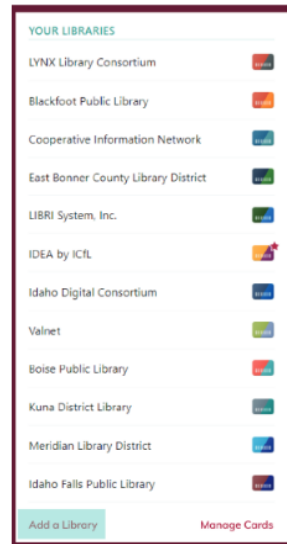 YOUR LIBRARIES
LYNX Library Consortium
Blackfoot Public Library
Cooperative Information Network
East Bonner County Library District
LIBRI System, Inc.
IDEA by ICfL
Idaho Digital Consortium
Valnet
Boise Public Library
Kuna District Library
Meridian Library District
Idaho Falls Public Library
Add a Library
Manage Cards